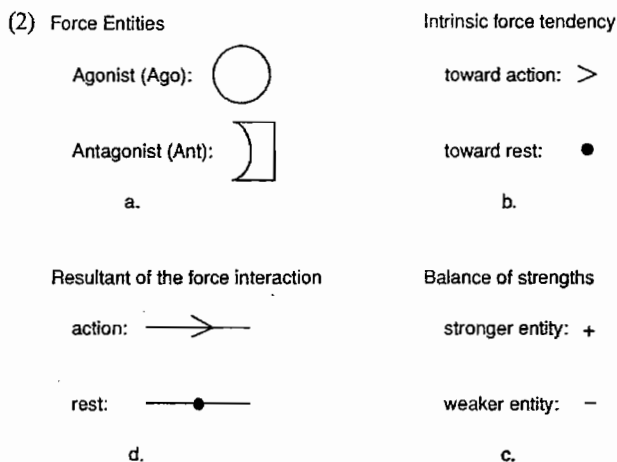 (2) Force Entities
Agonist (Ago):
Antagonist (Ant):
a.
Intrinsic force tendency
toward action: >
toward rest: •
b.
Resultant of the force interaction
action:
rest:
d.
Balance of strengths
stronger entity: +
weaker entity: –
c.